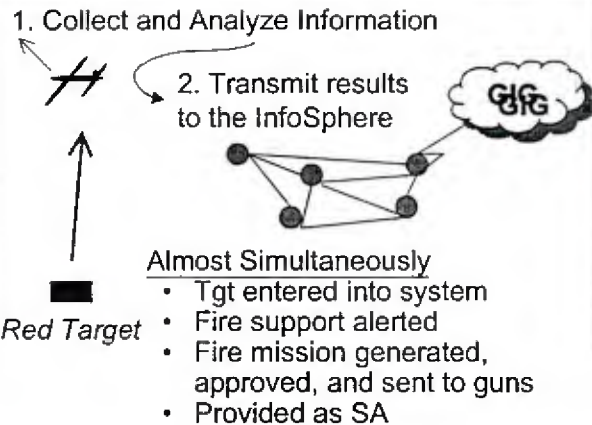 1. Collect and Analyze Information
2. Transmit results
to the InfoSphere
GIG
Almost Simultaneously
• Tgt entered into system
• Fire support alerted
• Fire mission generated,
approved, and sent to guns
• Provided as SA
Red Target